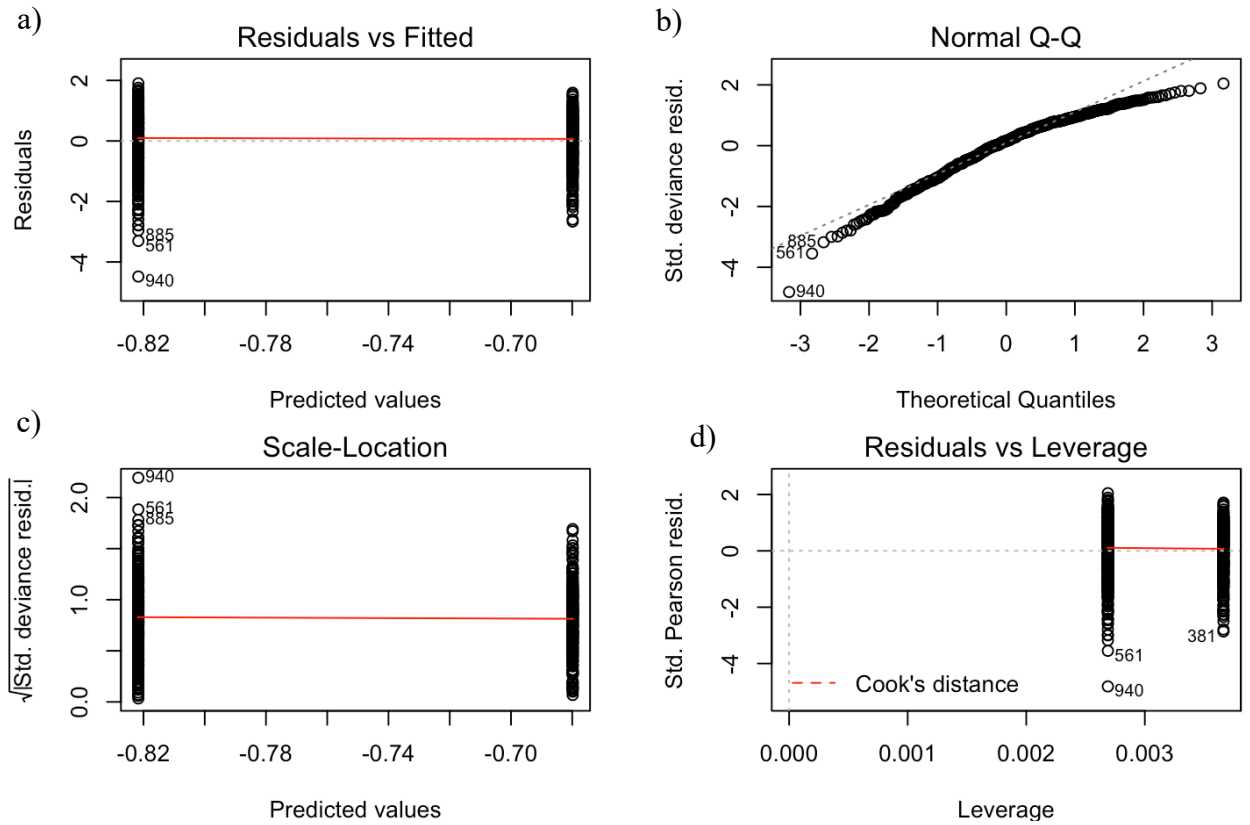 a)
Residuals vs Fitted
Residuals
2
0
-2
-4
885
561
940
-0.82
-0.78
-0.74
-0.70
Predicted values
b)
Normal Q-Q
Std. deviance resid.
2
0
-2
-4
885
561
940
-3
-2
-1
0
1
2
3
Theoretical Quantiles
c)
Scale-Location
√|Std. deviance resid.|
2.0
1.0
0.0
940
561
885
-0.82
-0.78
-0.74
-0.70
Predicted values
d)
Residuals vs Leverage
Std. Pearson resid.
2
0
-2
-4
381
561
940
Cook's distance
0.000
0.001
0.002
0.003
Leverage